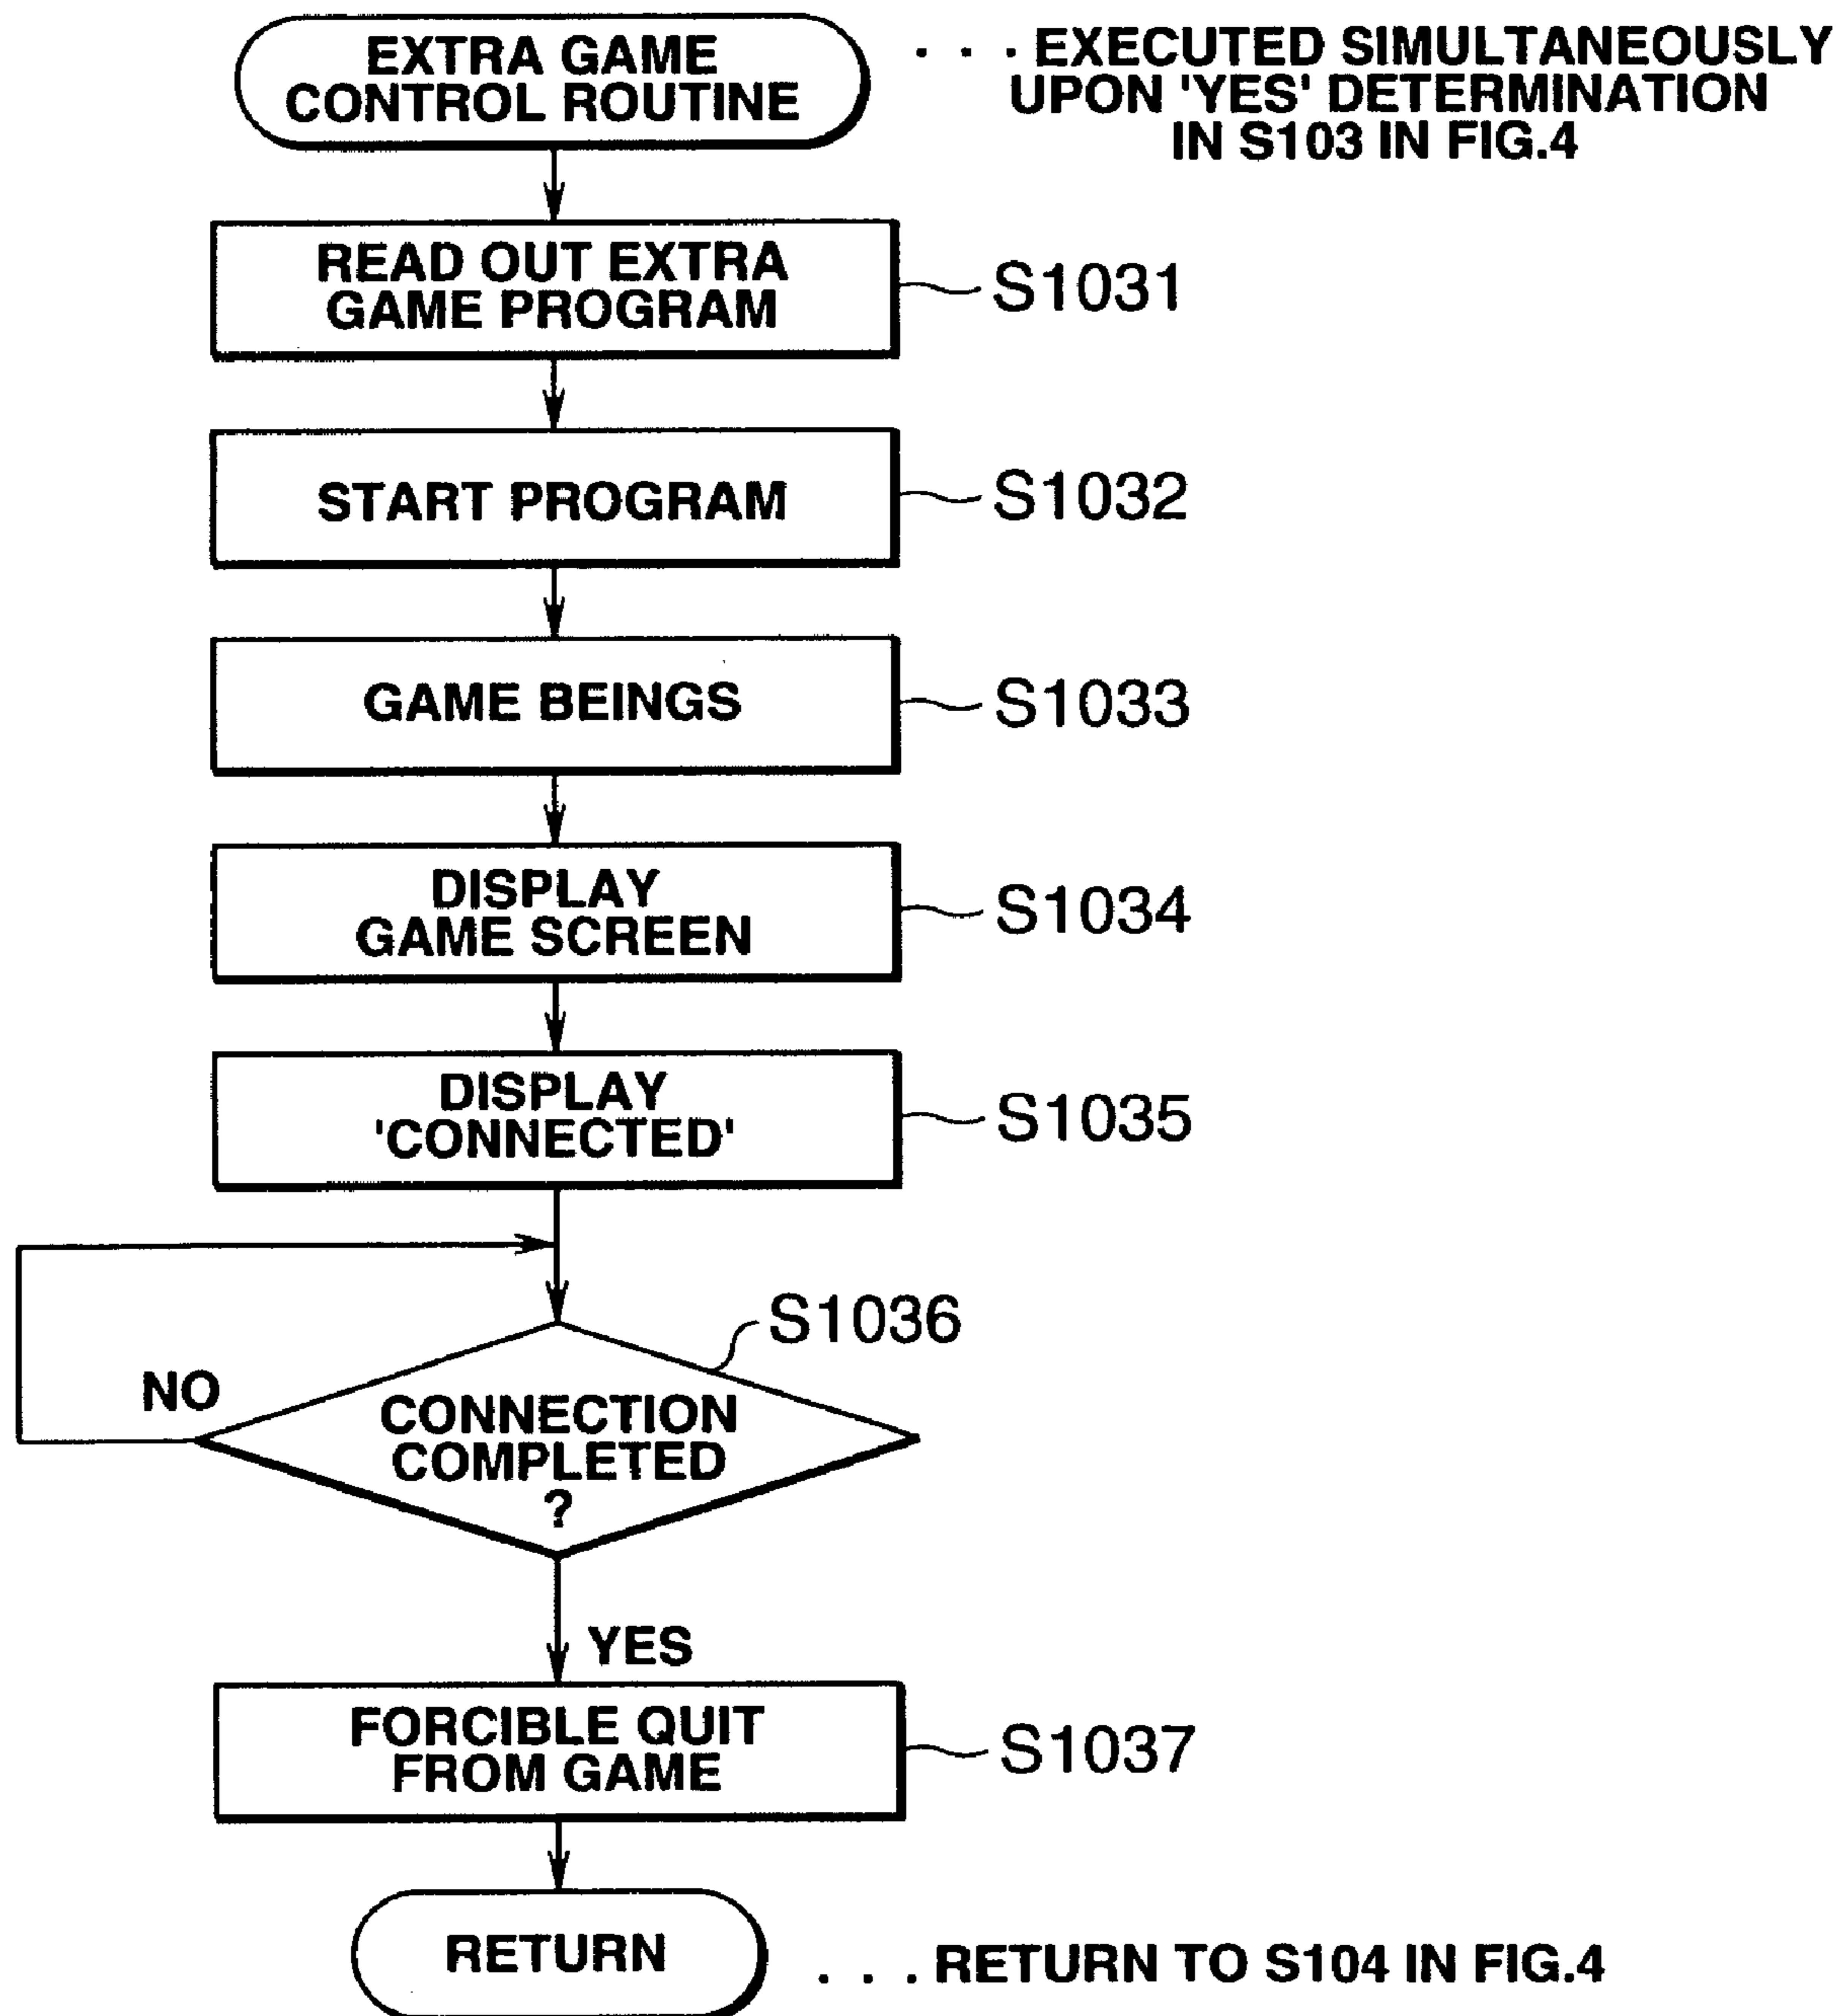 EXTRA GAME
CONTROL ROUTINE
. . . EXECUTED SIMULTANEOUSLY
UPON 'YES' DETERMINATION
IN S103 IN FIG.4
READ OUT EXTRA
GAME PROGRAM
S1031
START PROGRAM
S1032
GAME BEINGS
S1033
DISPLAY
GAME SCREEN
S1034
DISPLAY
'CONNECTED'
S1035
S1036
NO
CONNECTION
COMPLETED
?
YES
FORCIBLE QUIT
FROM GAME
S1037
RETURN
. . . RETURN TO S104 IN FIG.4